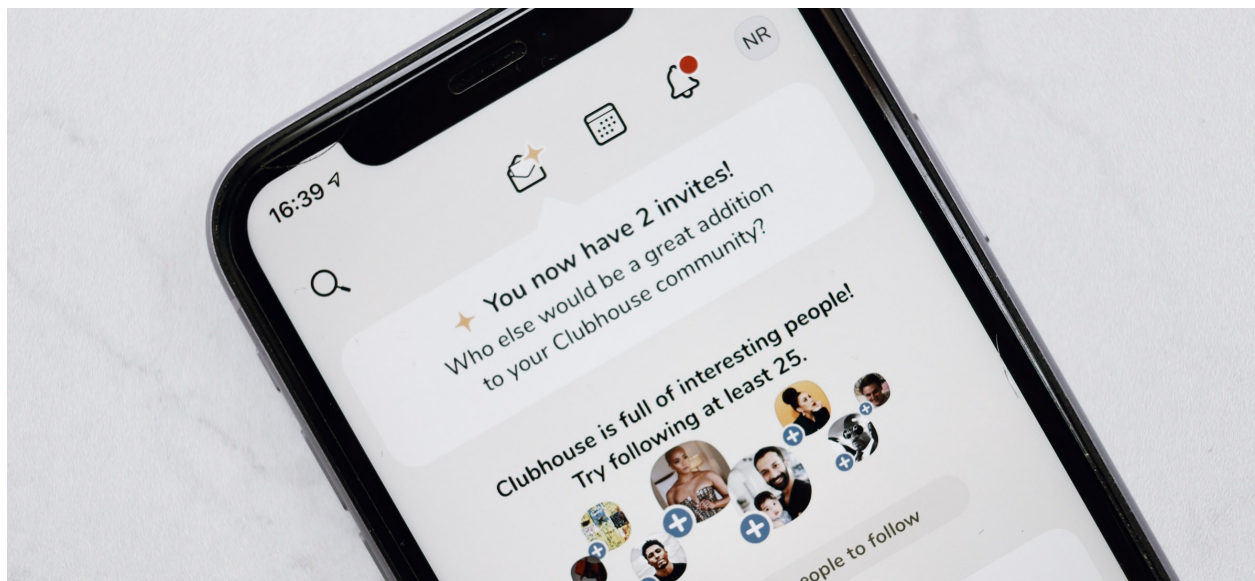 16:39
NR
You now have 2 invites!
Who else would be a great addition
to your Clubhouse community?
Clubhouse is full of interesting people!
Try following at least 25.
to follow